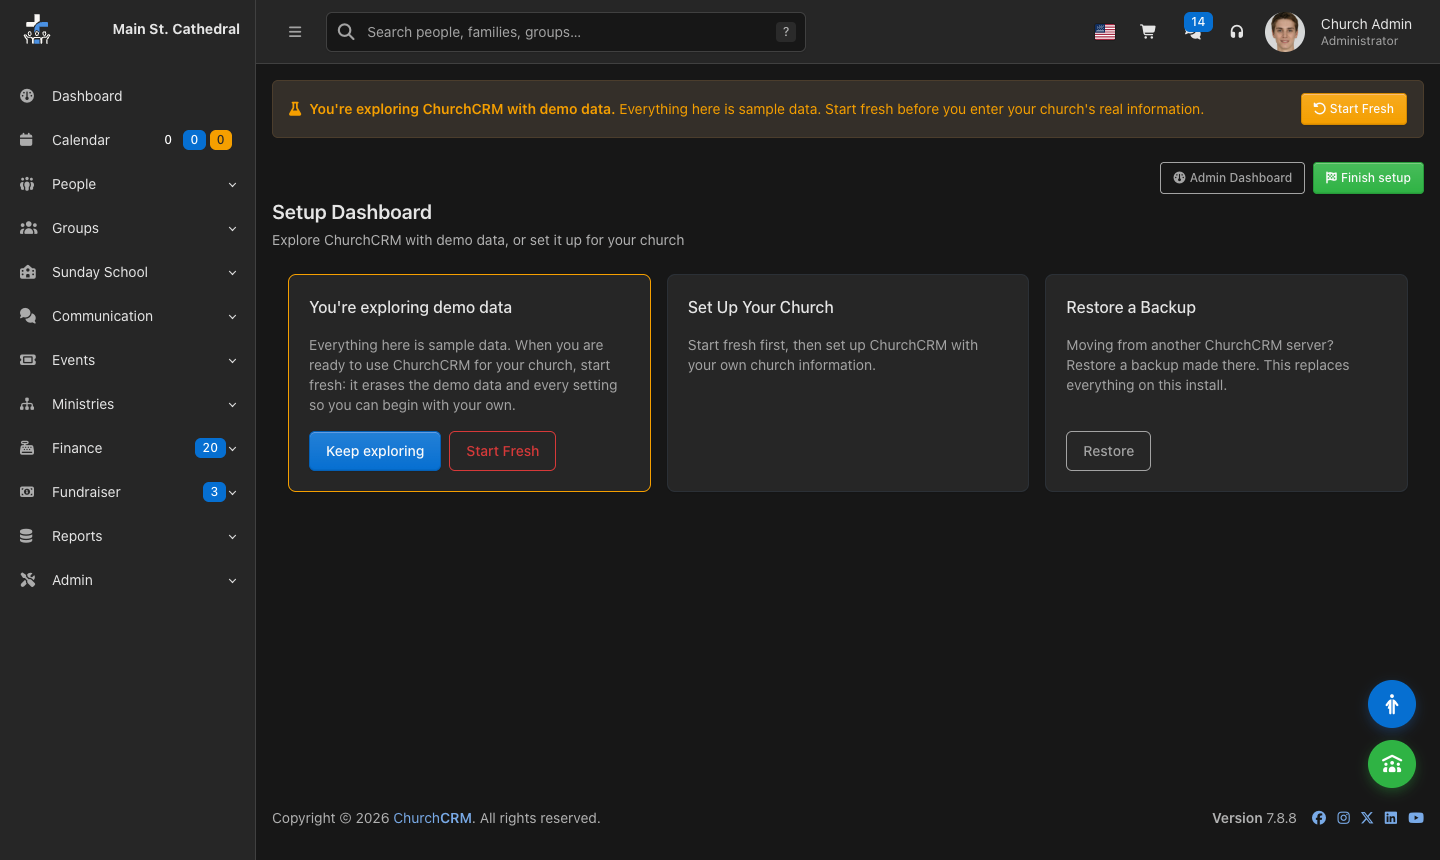 Main St. Cathedral
Search people, families, groups...
?
14
Church Admin
Administrator
Dashboard
Calendar 0 0 0
People
Groups
Sunday School
Communication
Events
Ministries
Finance 20
Fundraiser 3
Reports
Admin
You're exploring ChurchCRM with demo data. Everything here is sample data. Start fresh before you enter your church's real information.
Start Fresh
Admin Dashboard
Finish setup
Setup Dashboard
Explore ChurchCRM with demo data, or set it up for your church
You're exploring demo data
Everything here is sample data. When you are
ready to use ChurchCRM for your church, start
fresh: it erases the demo data and every setting
so you can begin with your own.
Keep exploring
Start Fresh
Set Up Your Church
Start fresh first, then set up ChurchCRM with
your own church information.
Restore a Backup
Moving from another ChurchCRM server?
Restore a backup made there. This replaces
everything on this install.
Restore
Copyright © 2026 ChurchCRM. All rights reserved.
Version 7.8.8